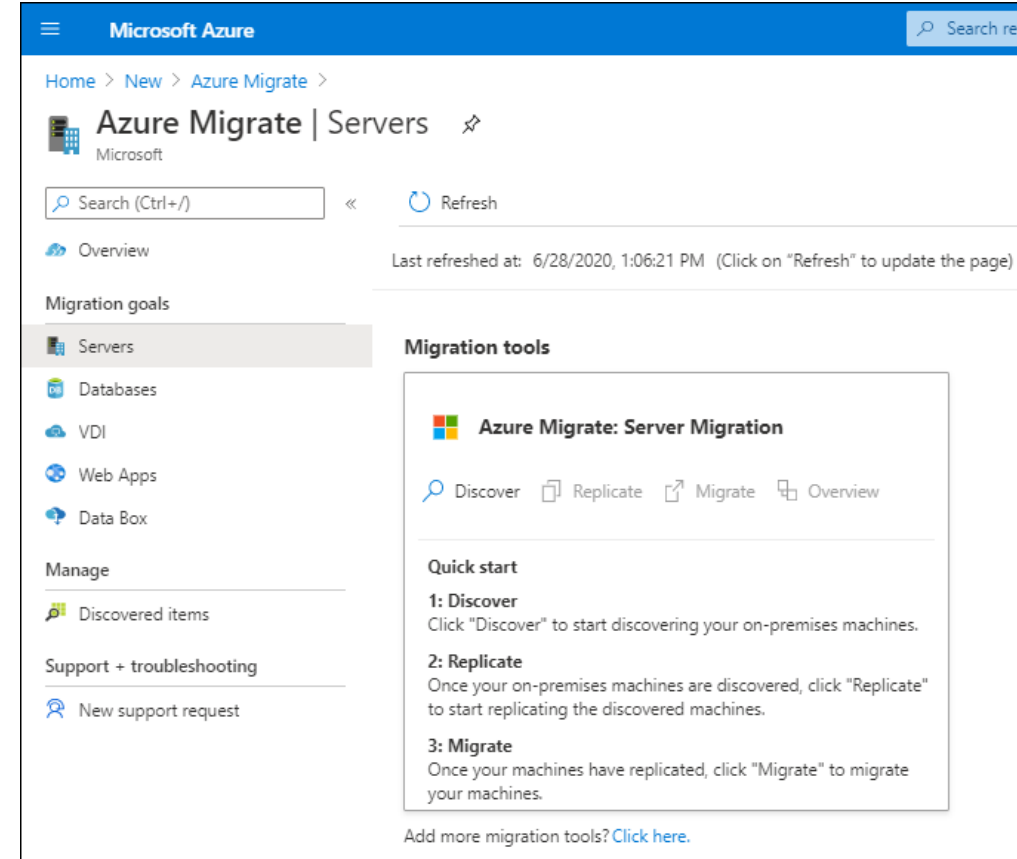 Microsoft Azure
Search re
Home > New > Azure Migrate >
Azure Migrate | Servers
Microsoft
Search (Ctrl+/)
«
Refresh
Overview
Last refreshed at: 6/28/2020, 1:06:21 PM (Click on "Refresh" to update the page)
Migration goals
Servers
Databases
VDI
Web Apps
Data Box
Manage
Discovered items
Support + troubleshooting
New support request
Migration tools
Azure Migrate: Server Migration
Discover Replicate Migrate Overview
Quick start
1: Discover
Click "Discover" to start discovering your on-premises machines.
2: Replicate
Once your on-premises machines are discovered, click "Replicate"
to start replicating the discovered machines.
3: Migrate
Once your machines have replicated, click "Migrate" to migrate
your machines.
Add more migration tools? Click here.